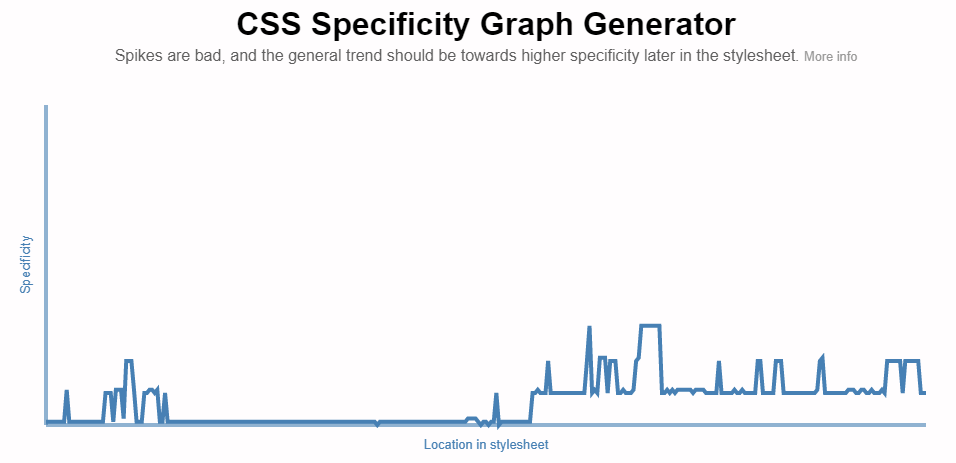 CSS Specificity Graph Generator
Spikes are bad, and the general trend should be towards higher specificity later in the stylesheet. More info
Specificity
Location in stylesheet